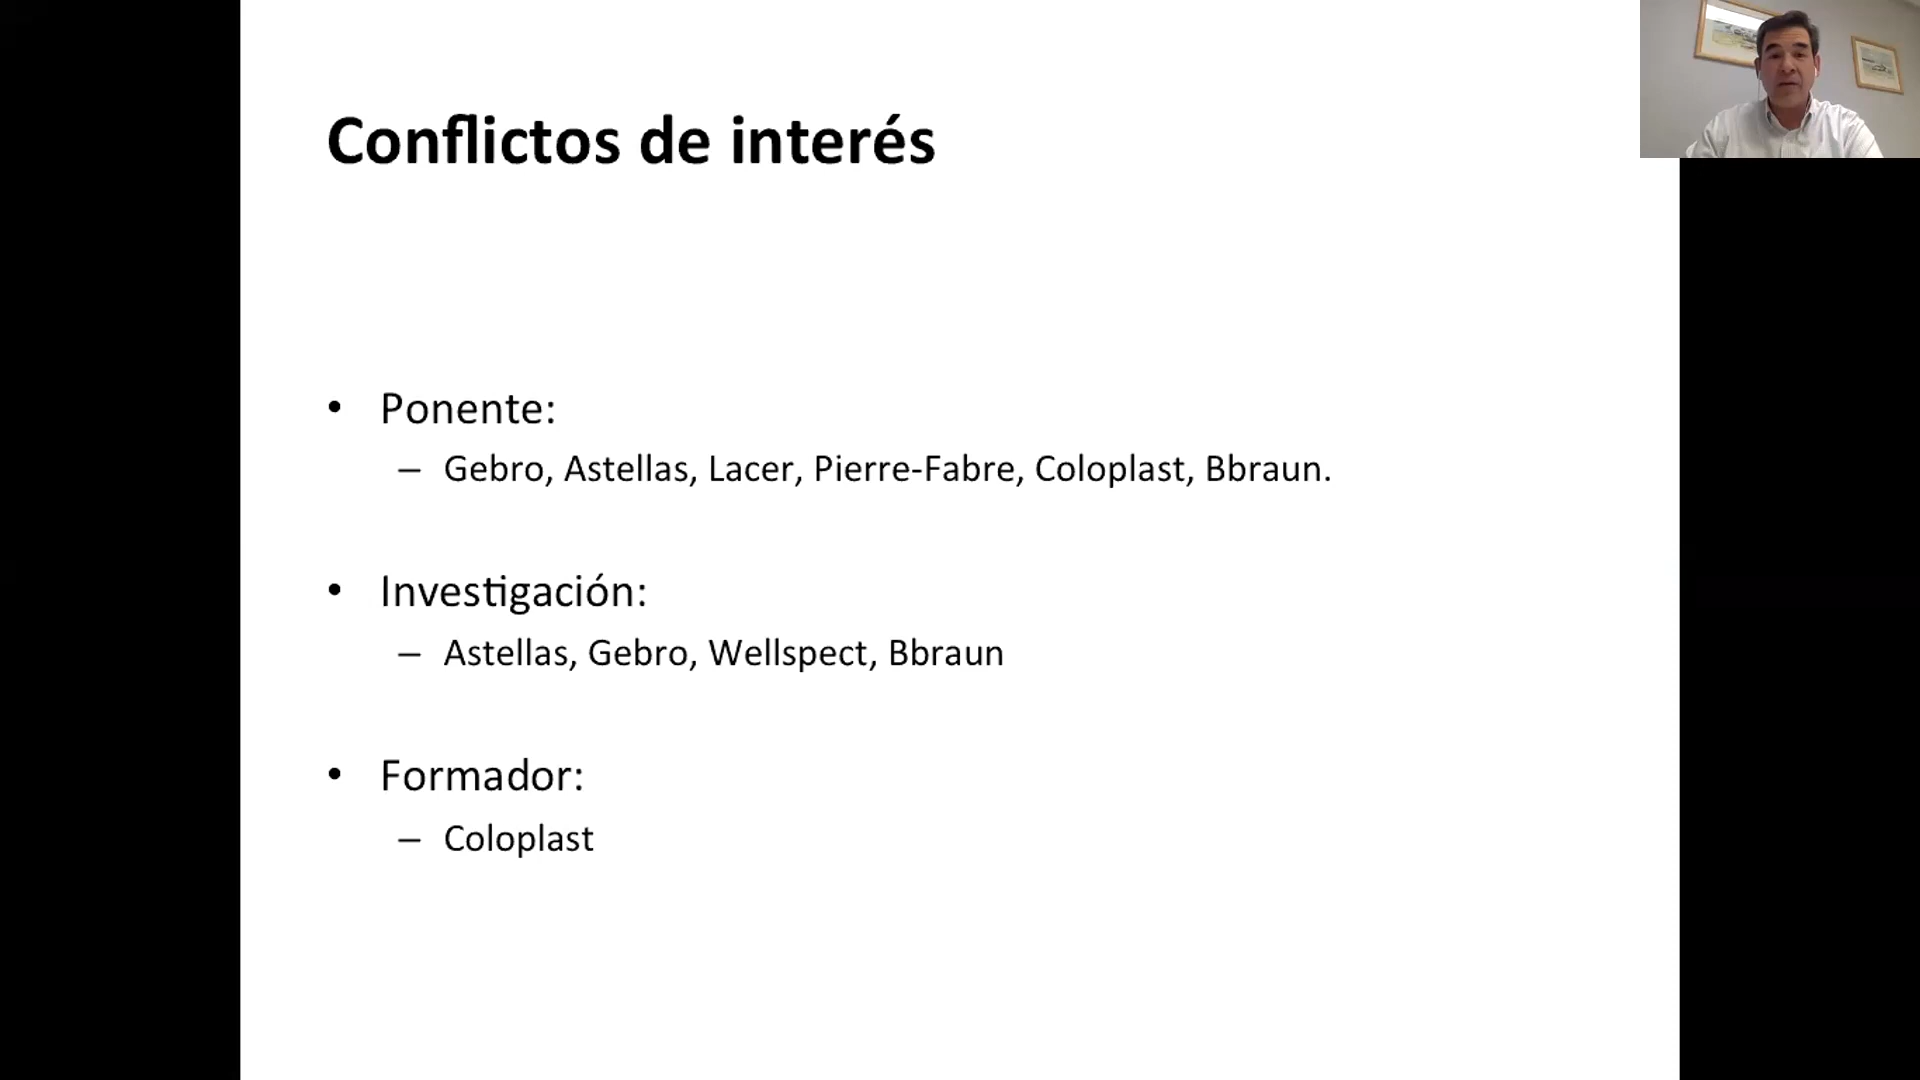 Conflictos de interés
• Ponente:
– Gebro, Astellas, Lacer, Pierre-Fabre, Coloplast, Bbraun.
• Investigación:
– Astellas, Gebro, Wellspect, Bbraun
• Formador:
– Coloplast